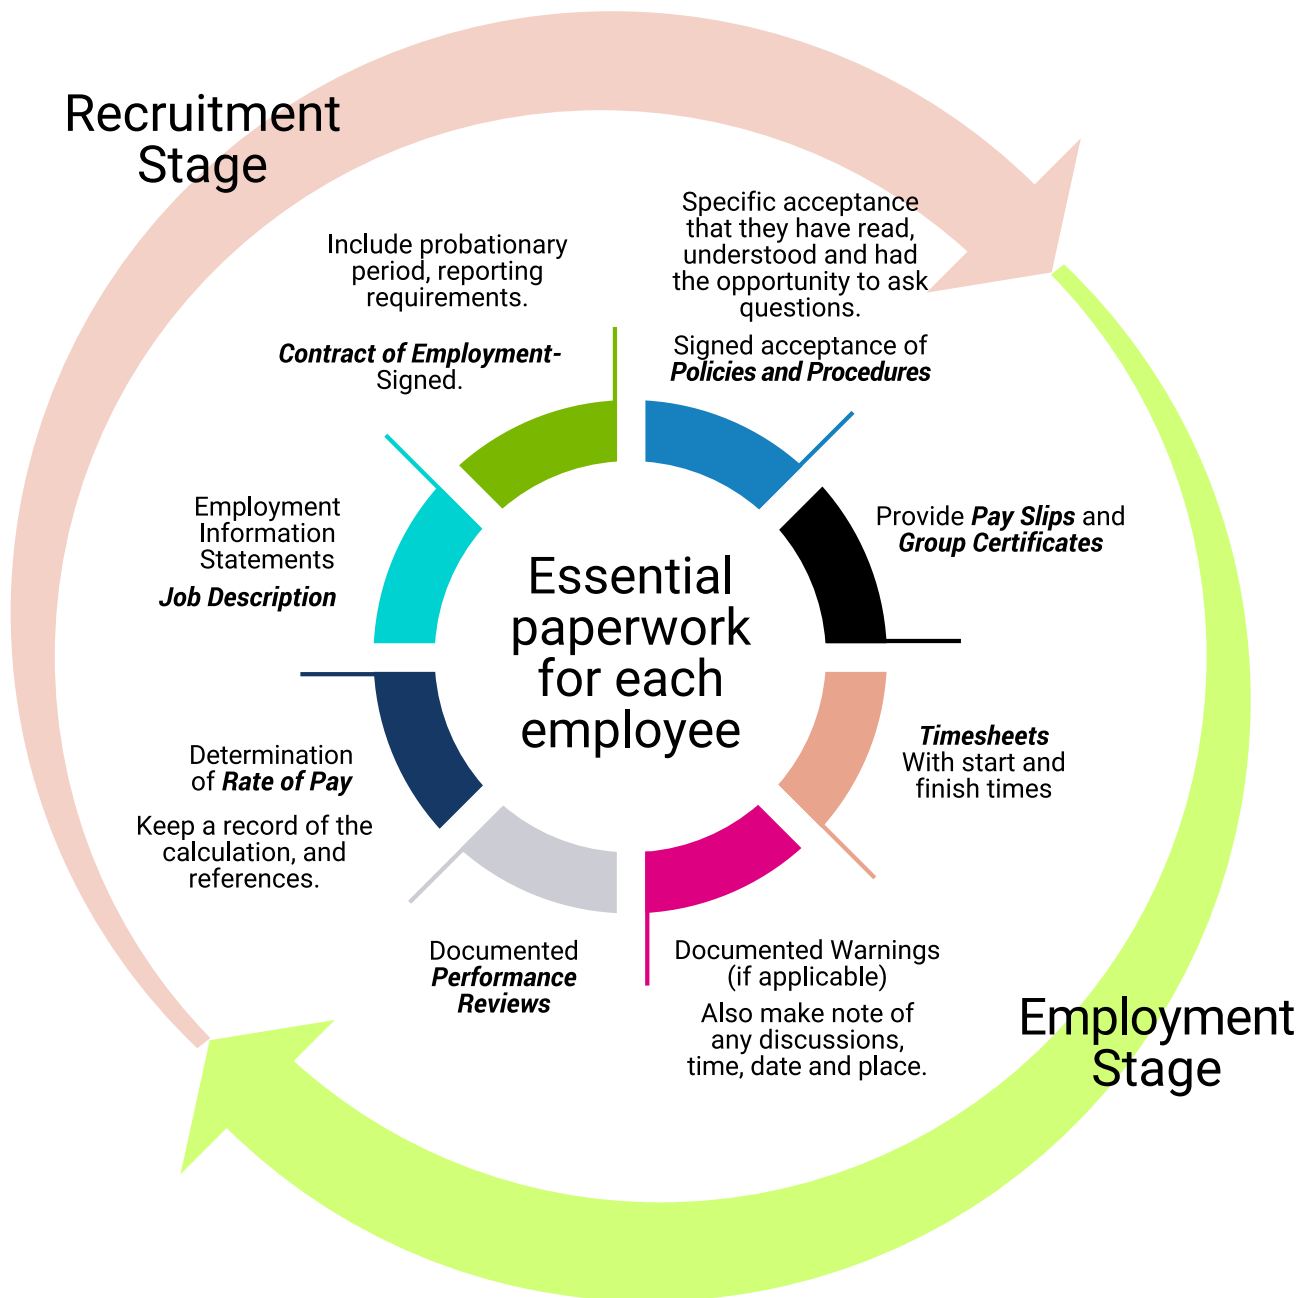 Recruitment
Stage
Include probationary
period, reporting
requirements.
Contract of Employment-
Signed.
Specific acceptance
that they have read,
understood and had
the opportunity to ask
questions.
Signed acceptance of
Policies and Procedures
Employment
Information
Statements
Job Description
Provide Pay Slips and
Group Certificates
Essential
paperwork
for each
employee
Determination
of Rate of Pay
Keep a record of the
calculation, and
references.
Timesheets
With start and
finish times
Documented
Performance
Reviews
Documented Warnings
(if applicable)
Also make note of
any discussions,
time, date and place.
Employment
Stage